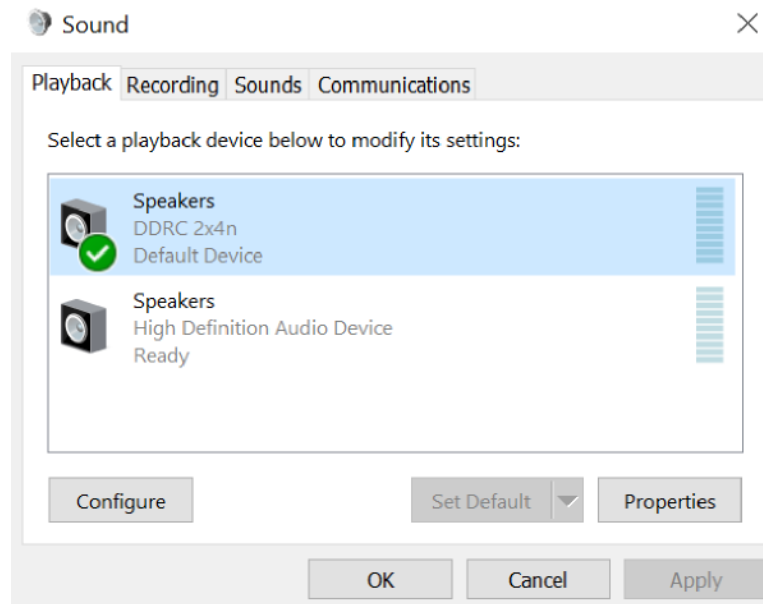 Sound
Playback Recording Sounds Communications
Select a playback device below to modify its settings:
Speakers
DDRC 2x4n
Default Device
Speakers
High Definition Audio Device
Ready
Configure Set Default Properties
OK Cancel Apply